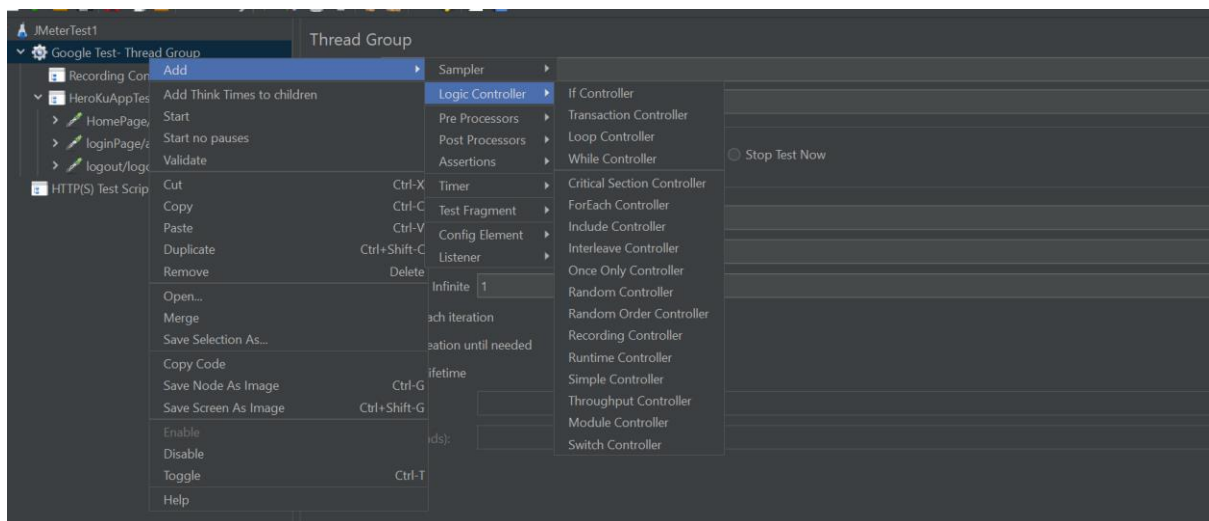 JMeterTest1
Google Test- Thread Group
Recording Con
HeroKuAppTes
HomePage/
loginPage/a
logout/logo
HTTP(S) Test Scrip
Thread Group
Add
Add Think Times to children
Start
Start no pauses
Validate
Cut Ctrl-X
Copy Ctrl-C
Paste Ctrl-V
Duplicate Ctrl+Shift-C
Remove Delete
Open...
Merge
Save Selection As...
Copy Code
Save Node As Image Ctrl-G
Save Screen As Image Ctrl+Shift-G
Enable
Disable
Toggle Ctrl-T
Help
Sampler
Logic Controller
Pre Processors
Post Processors
Assertions
Timer
Test Fragment
Config Element
Listener
If Controller
Transaction Controller
Loop Controller
While Controller
Critical Section Controller
ForEach Controller
Include Controller
Interleave Controller
Once Only Controller
Random Controller
Random Order Controller
Recording Controller
Runtime Controller
Simple Controller
Throughput Controller
Module Controller
Switch Controller
Stop Test Now
Infinite 1
ach iteration
eation until needed
ifetime
ds):